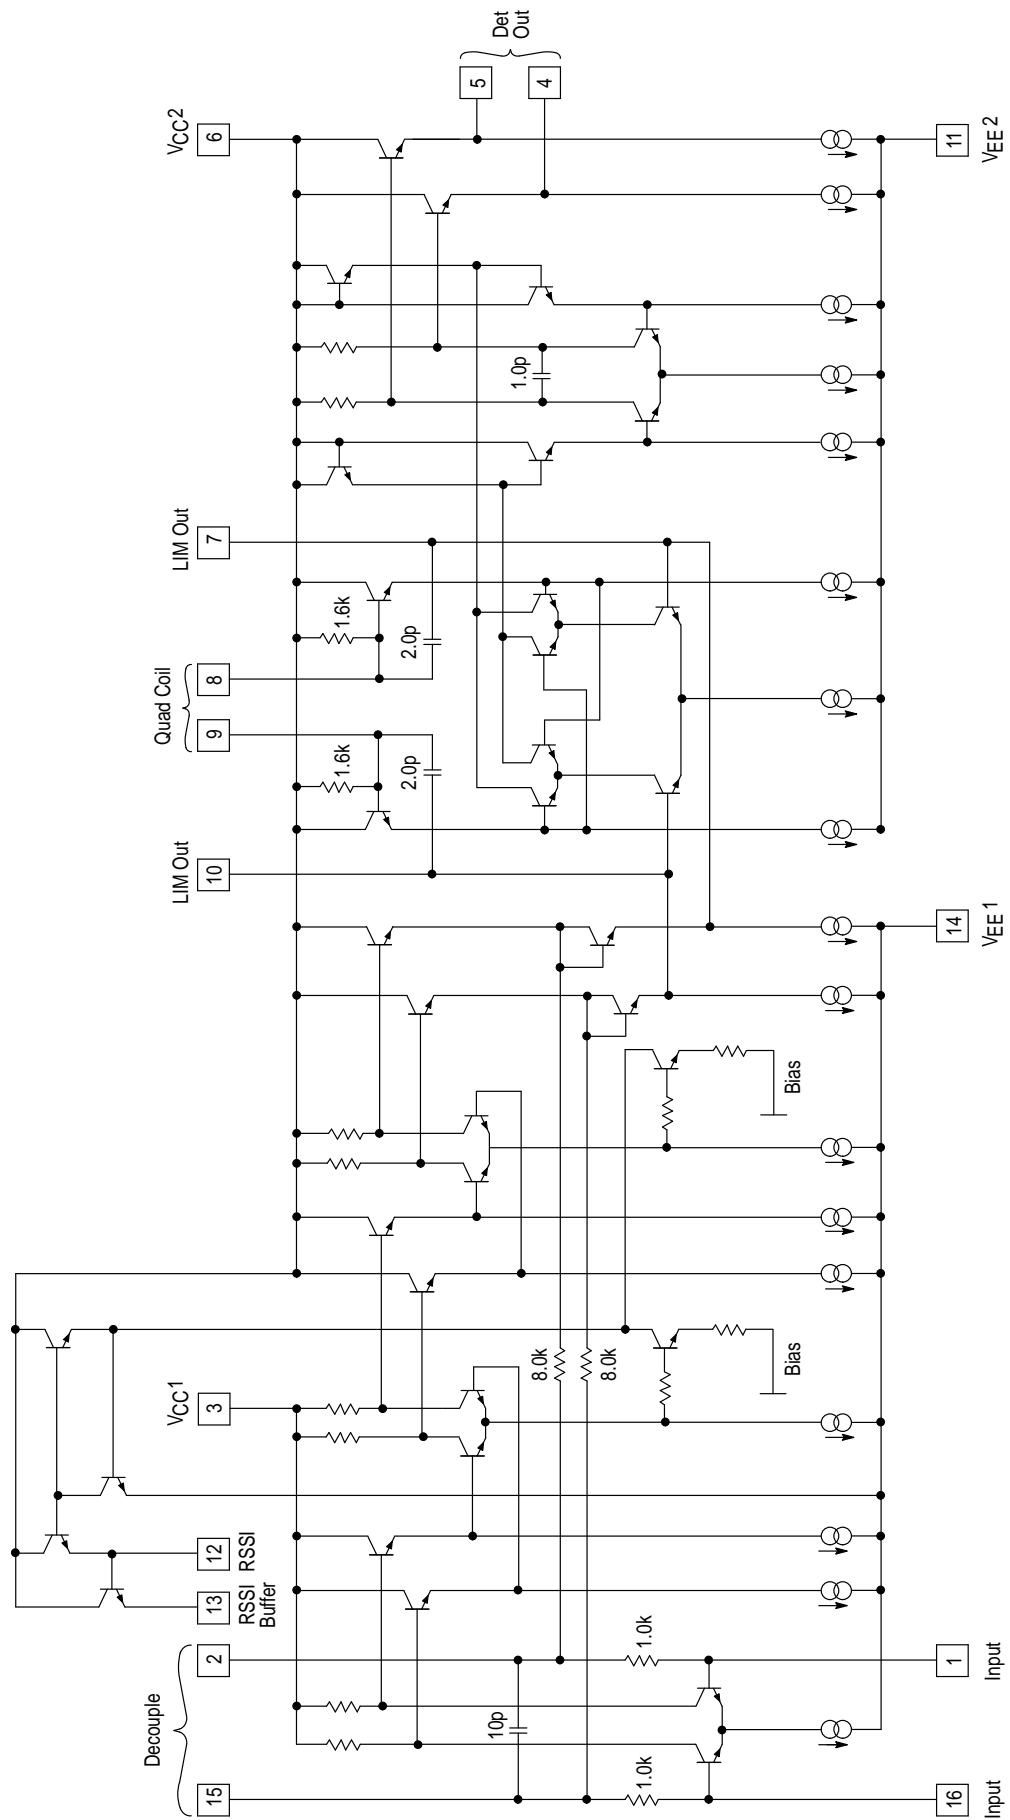 Decouple
15
2
13
RSSI
Buffer
12
RSSI
VCC1
3
LIM Out
10
Quad Coil
9
8
LIM Out
7
VCC2
6
Det
Out
5
4
1.6k
1.6k
2.0p
2.0p
10p
1.0p
8.0k
8.0k
1.0k
1.0k
Bias
Bias
16
Input
1
Input
14
VEE1
11
VEE2